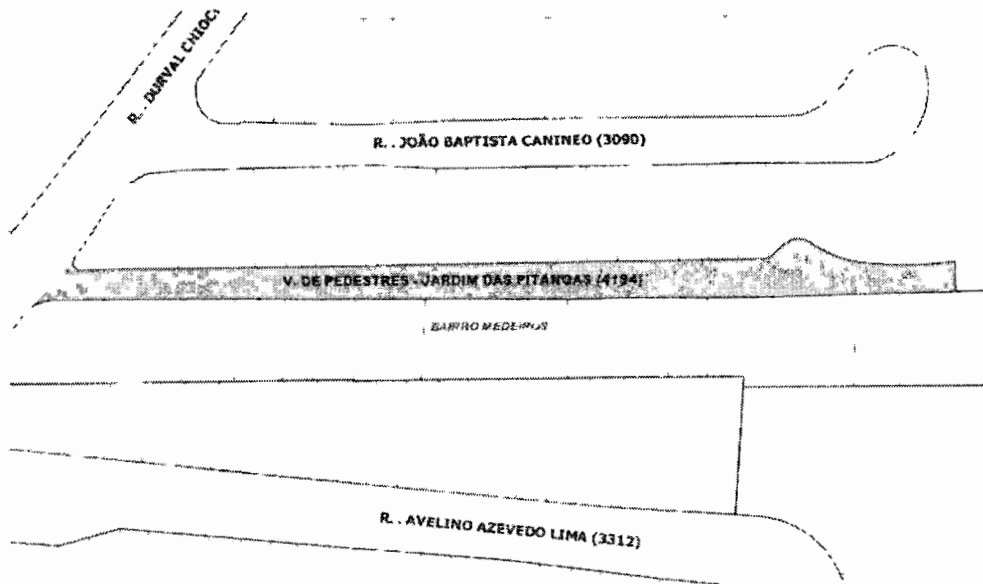 R. . DURVAL CHIOC
R. . JOÃO BAPTISTA CANINEO (3090)
V. DE PEDESTRES - JARDIM DAS PITANGAS (4194)
BAIRRO MEDEIROS
R. . AVELINO AZEVEDO LIMA (3312)